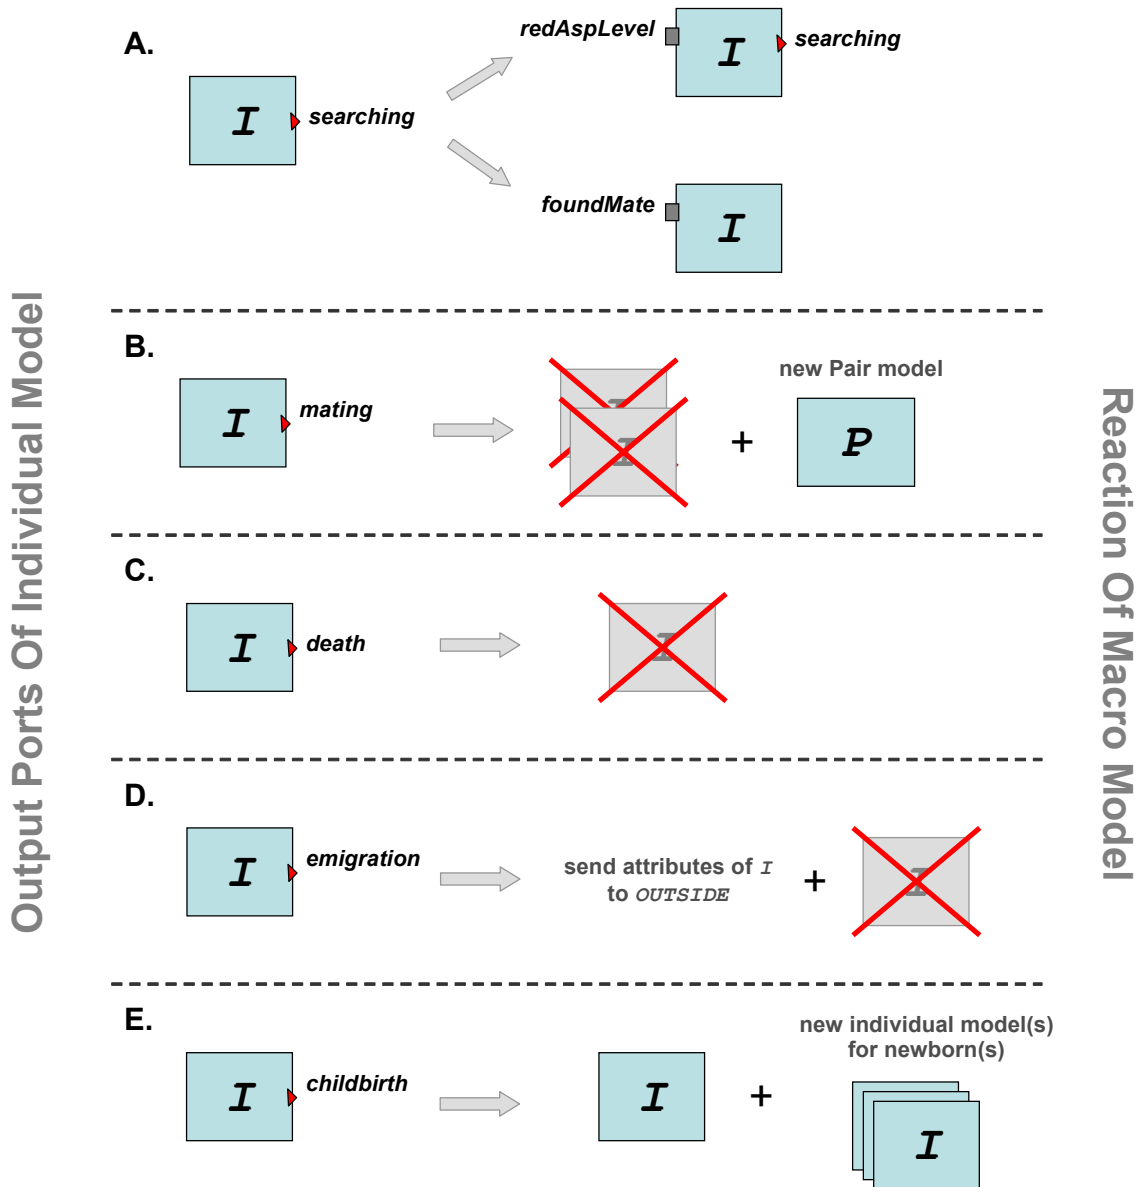 Output Ports Of Individual Model
Reaction Of Macro Model
A.
I
searching
redAspLevel
I
searching
foundMate
I
B.
I
mating
I
I
+
new Pair model
P
C.
I
death
I
D.
I
emigration
send attributes of I
to OUTSIDE
+
I
E.
I
childbirth
I
+
new individual model(s)
for newborn(s)
I